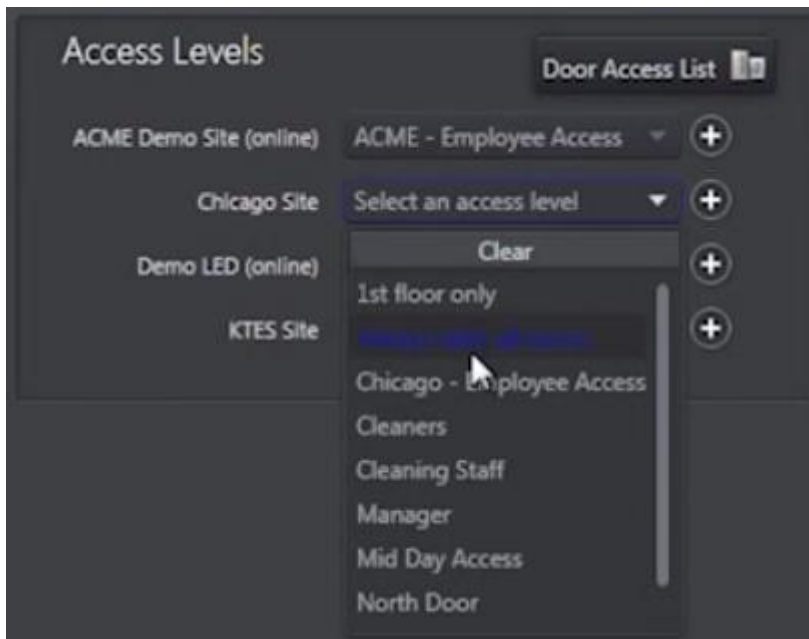 Access Levels
Door Access List
ACME Demo Site (online) ACME - Employee Access
Chicago Site Select an access level
Clear
Demo LED (online)
1st floor only
KTES Site
Chicago - Employee Access
Cleaners
Cleaning Staff
Manager
Mid Day Access
North Door